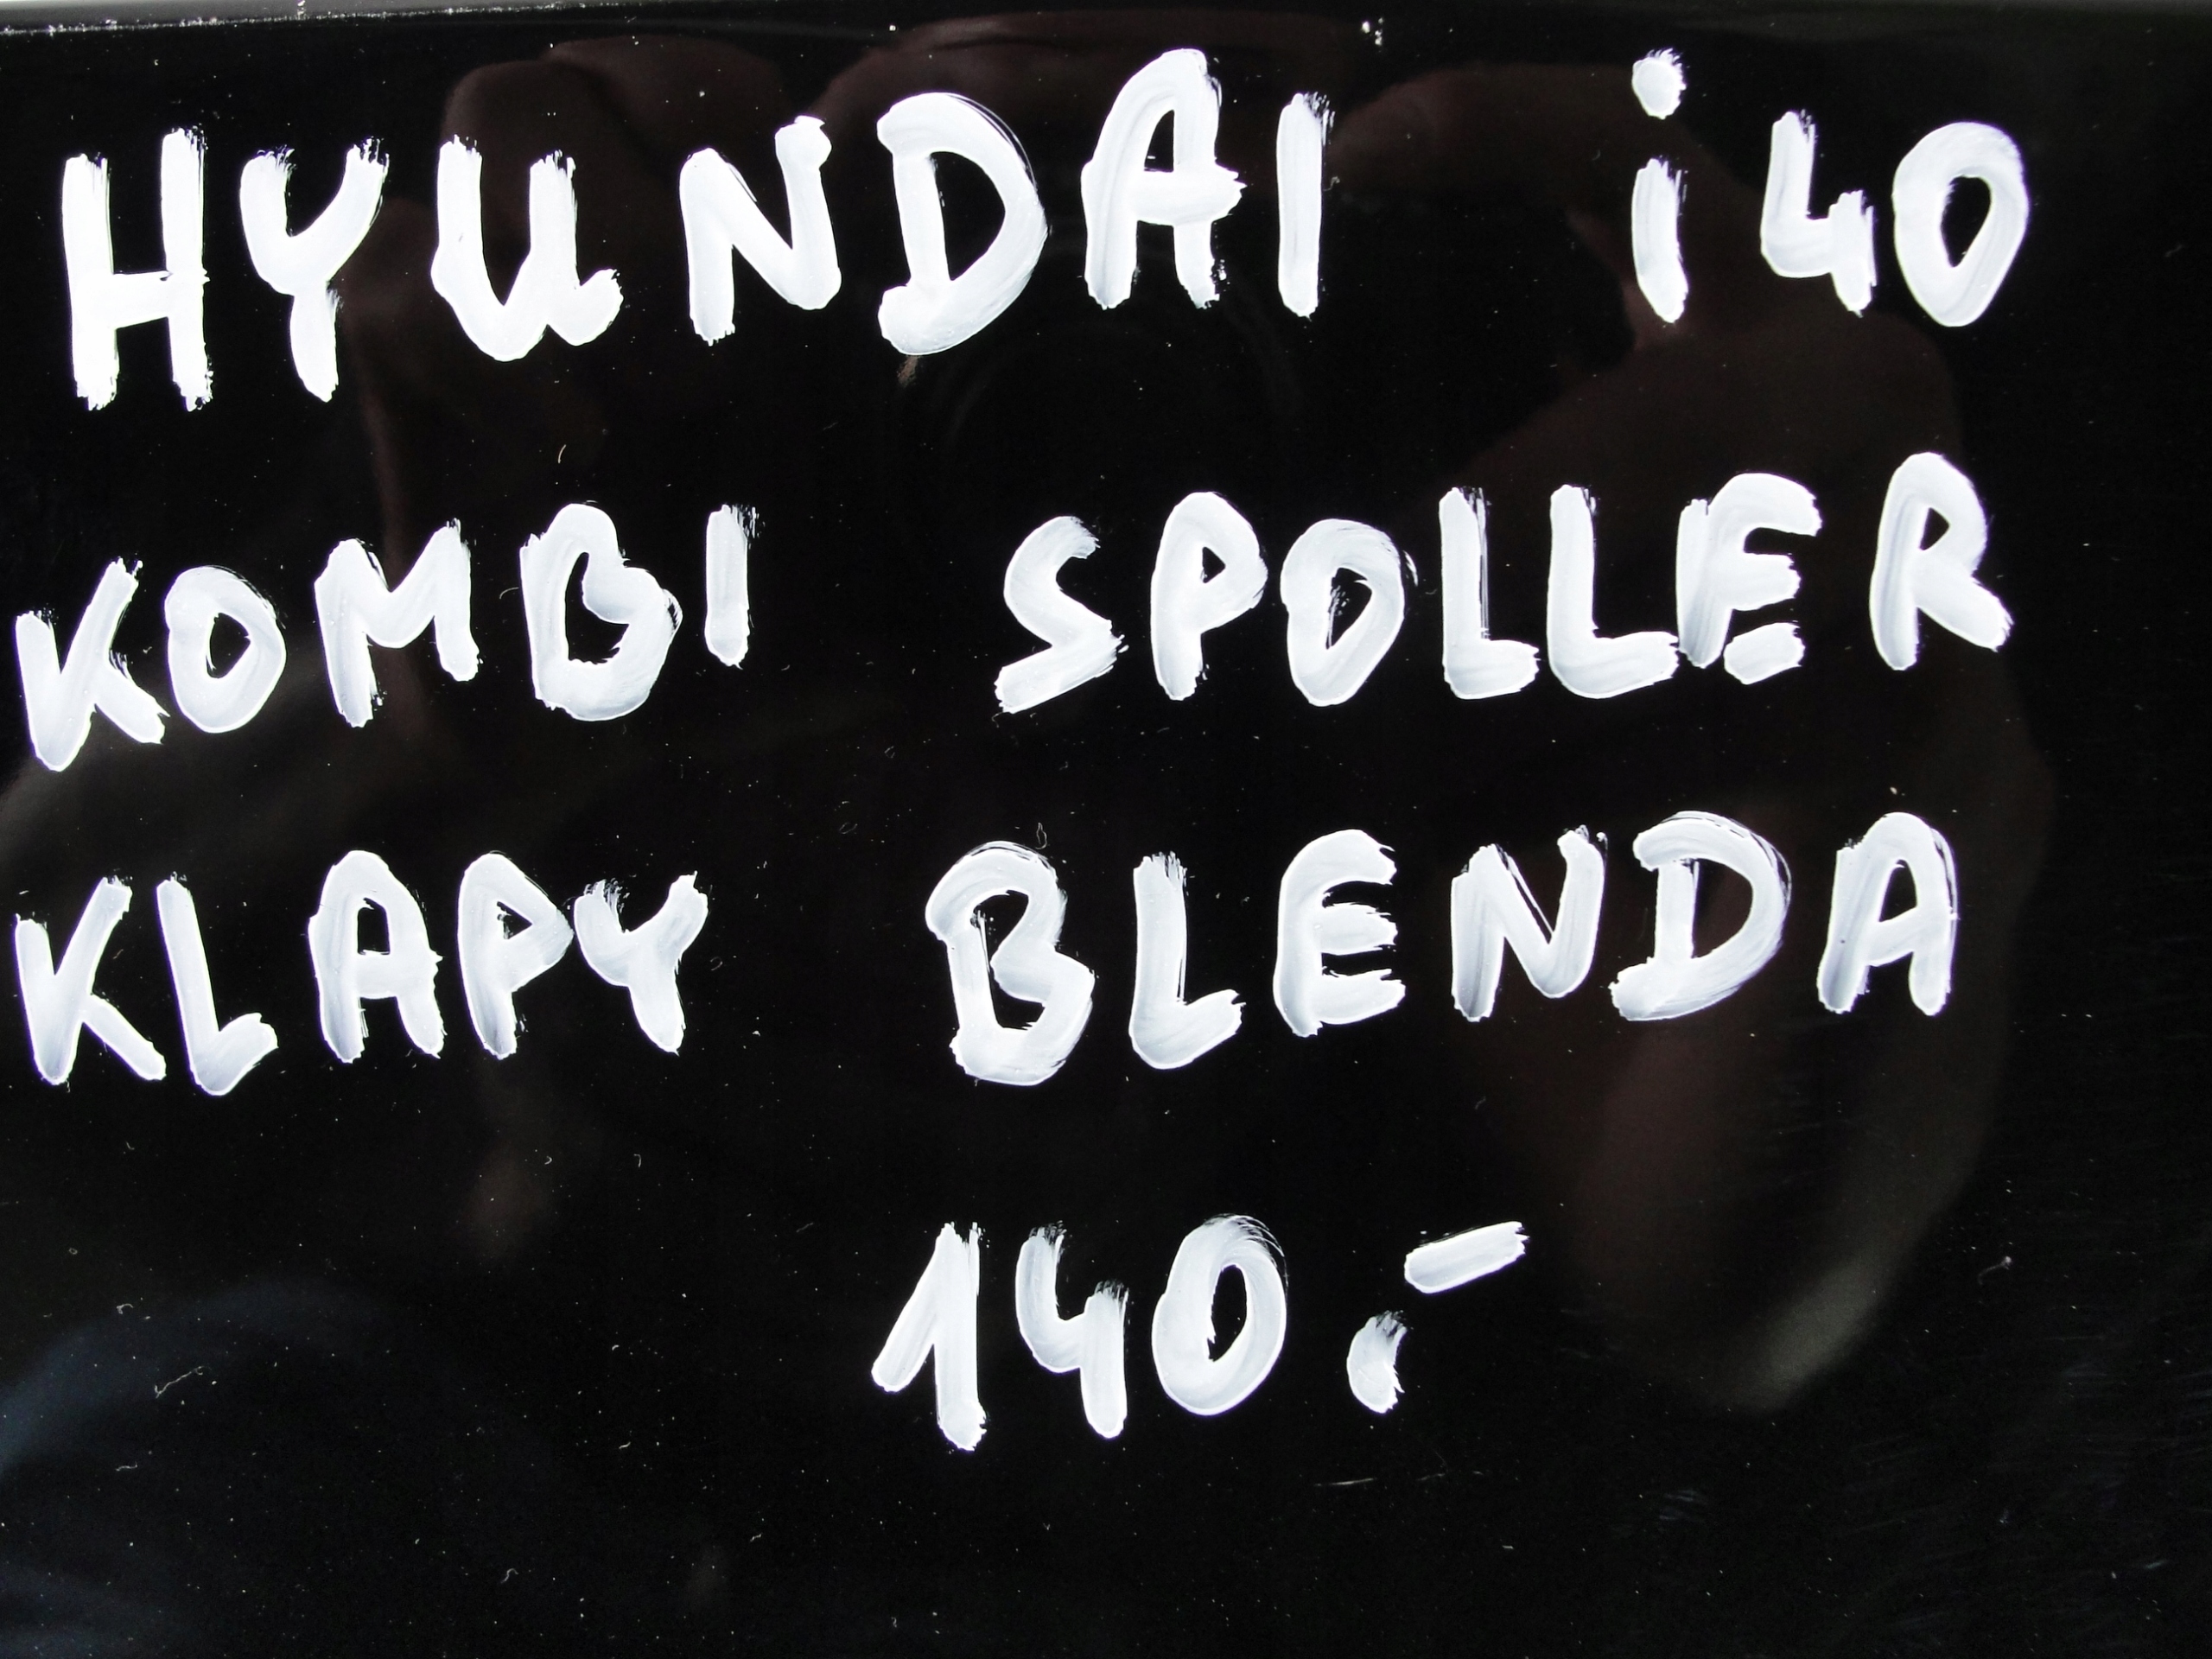 HYUNDAI i40
KOMBI SPOLLER
KLAPY BLENDA
140.-